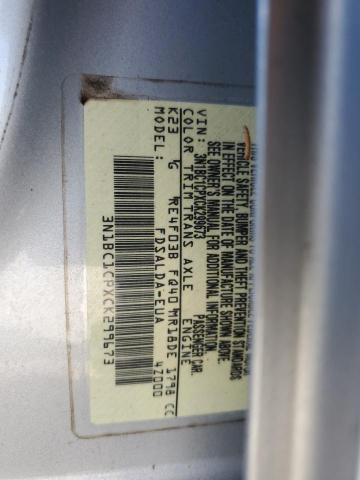 VEHICLE SAFETY, BUMPER AND THEFT PREVENTION STANDARDS
IN EFFECT ON THE DATE OF MANUFACTURE SHOWN ABOVE.
SEE OWNER'S MANUAL FOR ADDITIONAL INFORMATION.
VIN: 3N1BC1CPXCK299673 PASSENGER CAR
COLOR TRIM TRANS AXLE ENGINE
K23 G RE4F03B FQ40 MR18DE 1798 CC
MODEL: FDSALDA-EUA 4Z000
3N1BC1CPXCK299673